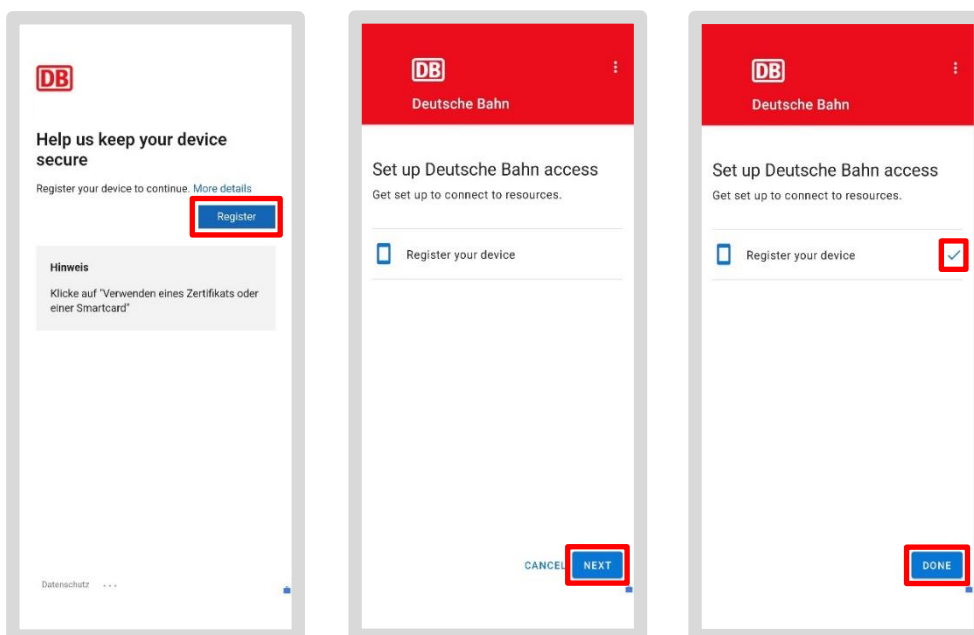 DB
Help us keep your device
secure
Register your device to continue. More details
Register
Hinweis
Klicke auf "Verwenden eines Zertifikats oder
einer Smartcard"
Datenschutz ...
DB
Deutsche Bahn
Set up Deutsche Bahn access
Get set up to connect to resources.
Register your device
CANCEL NEXT
DB
Deutsche Bahn
Set up Deutsche Bahn access
Get set up to connect to resources.
Register your device
DONE